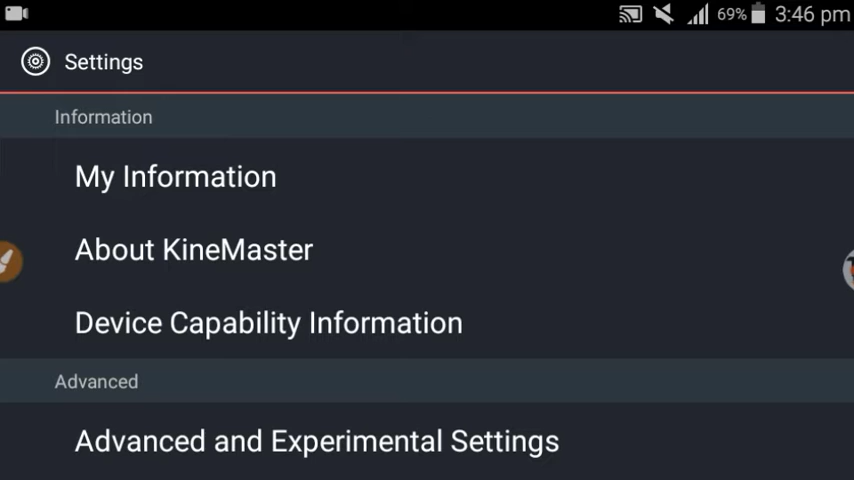 69% 3:46 pm
Settings
Information
My Information
About KineMaster
Device Capability Information
Advanced
Advanced and Experimental Settings